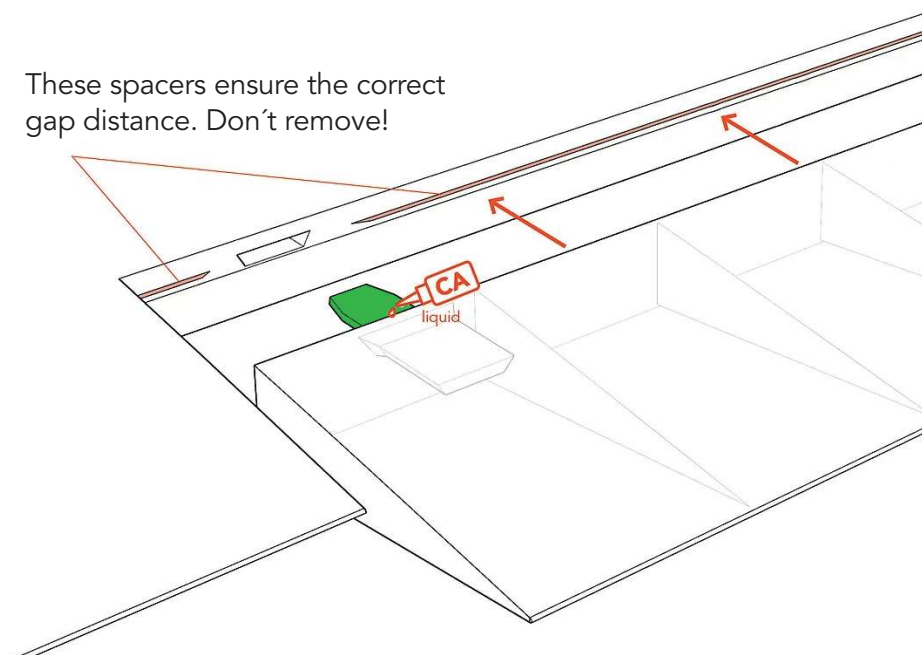 These spacers ensure the correct
gap distance. Don´t remove!
CA
liquid